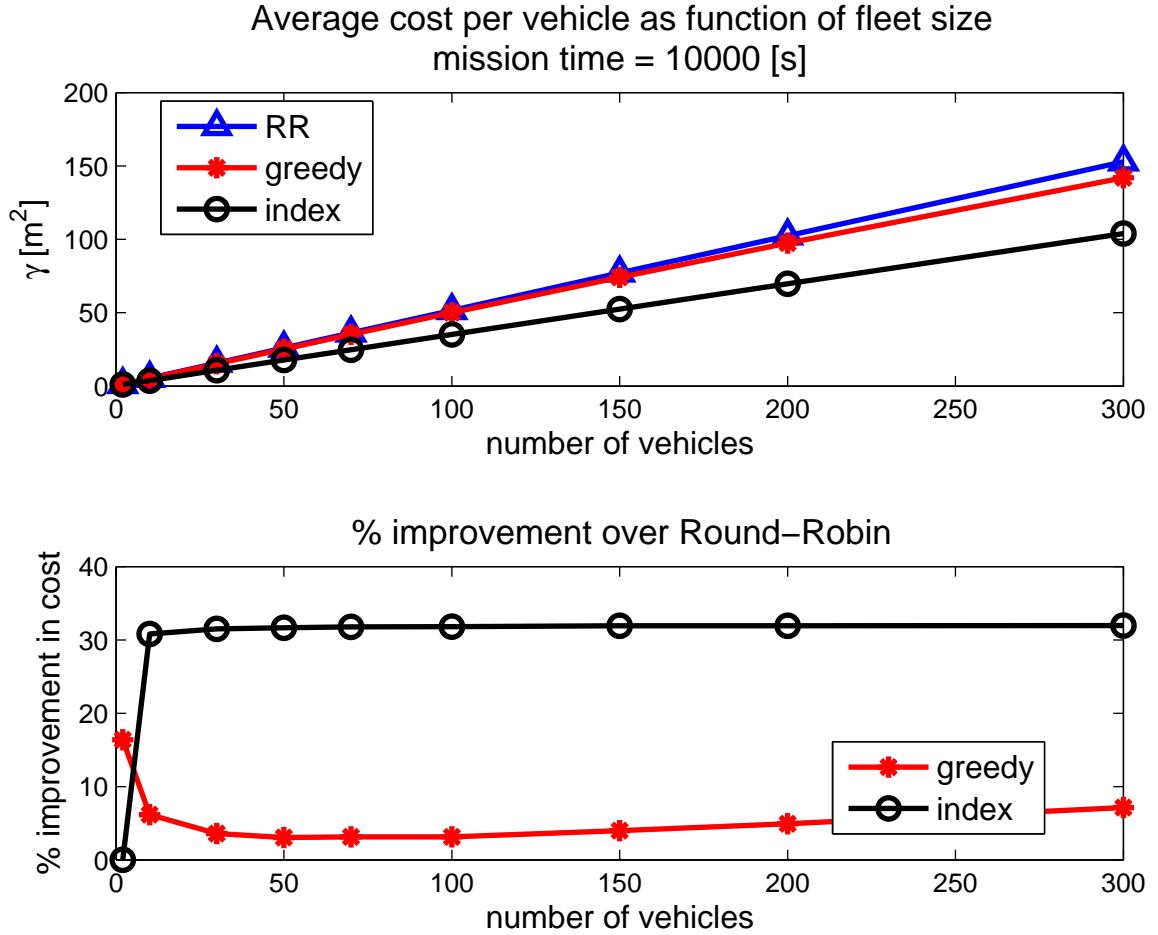 Average cost per vehicle as function of fleet size
mission time = 10000 [s]
γ [m²]
200
150
100
50
0
RR
greedy
index
0 50 100 150 200 250 300
number of vehicles
% improvement over Round−Robin
% improvement in cost
40
30
20
10
0
greedy
index
0 50 100 150 200 250 300
number of vehicles